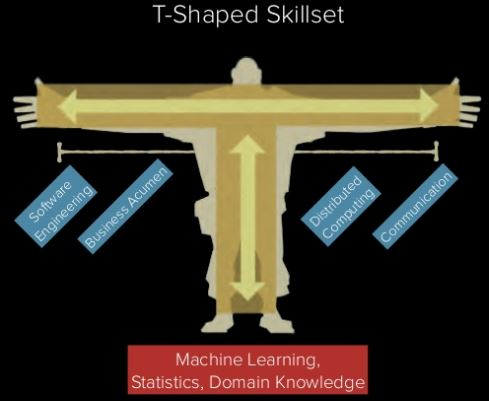 T-Shaped Skillset
Software
Engineering
Business Acumen
Distributed
Computing
Communication
Machine Learning,
Statistics, Domain Knowledge